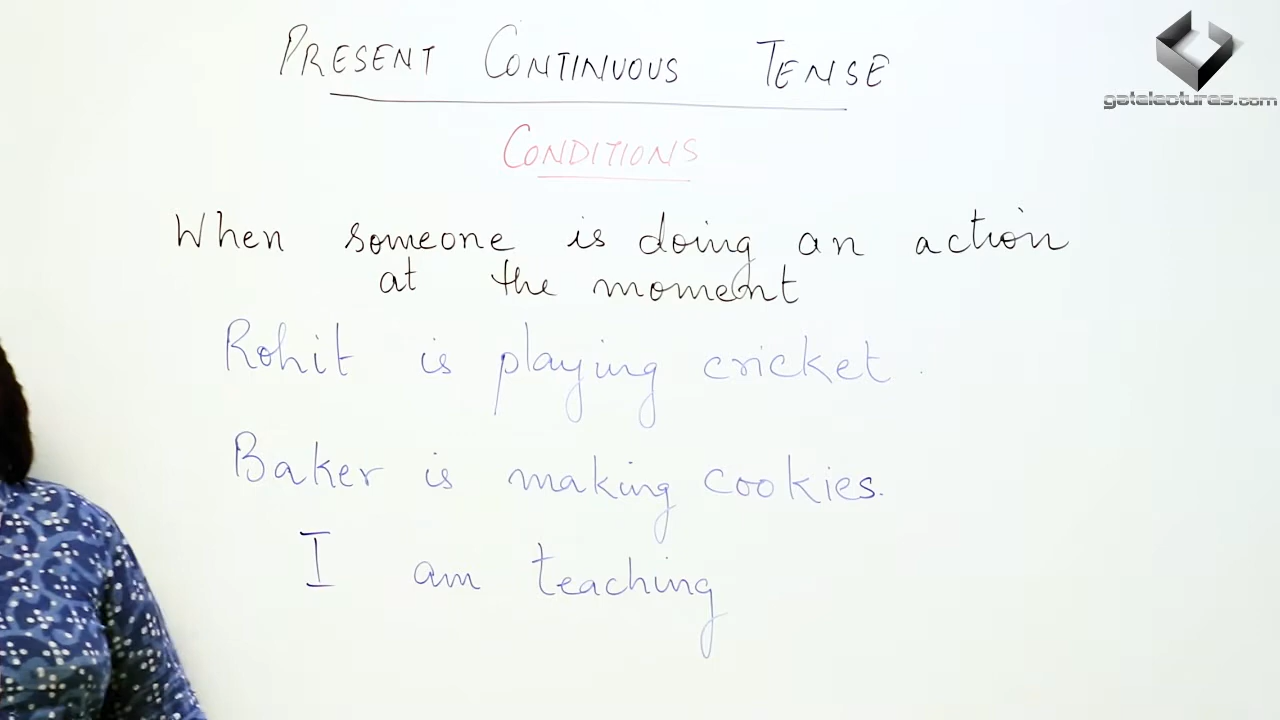 PRESENT CONTINUOUS TENSE
gatelectures.com
CONDITIONS
When someone is doing an action
at the moment
Rohit is playing cricket.
Baker is making cookies.
I am teaching